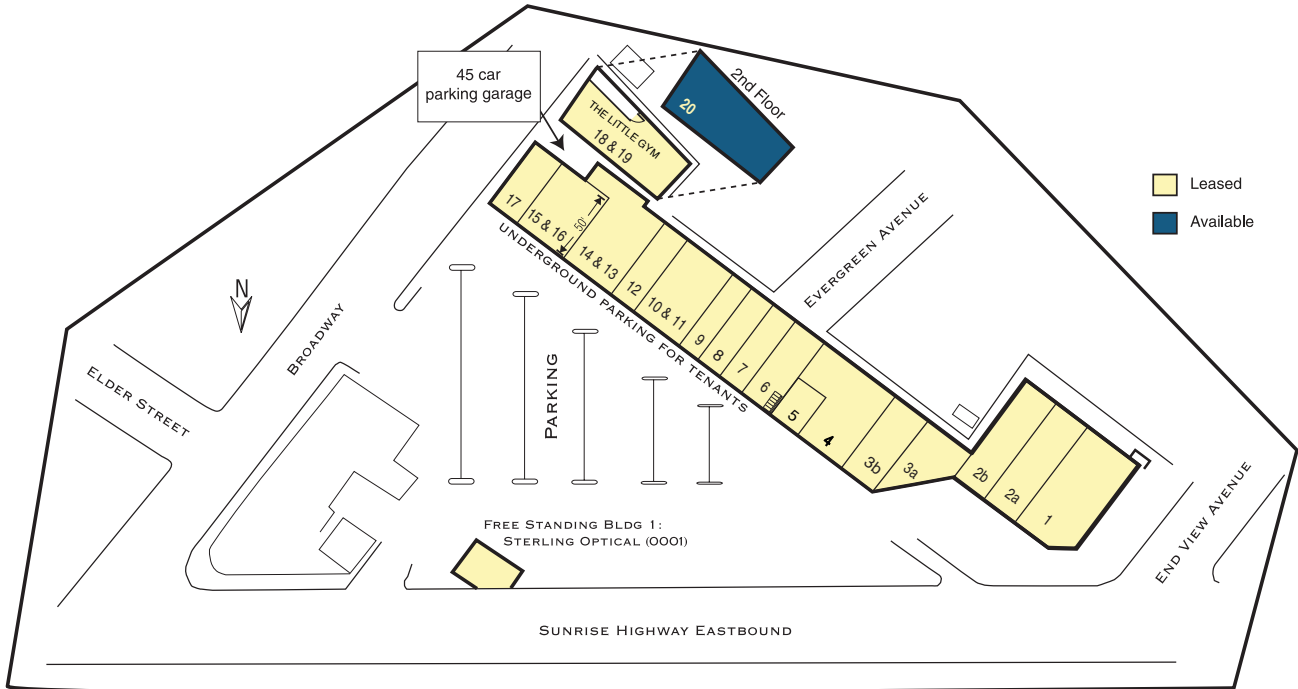 45 car
parking garage
2nd Floor
20
THE LITTLE GYM
18 & 19
Leased
Available
17
15 & 16
50'
14 & 13
12
10 & 11
9
8
7
6
5
4
3b
3a
2b
2a
1
UNDERGROUND PARKING FOR TENANTS
EVERGREEN AVENUE
N
BROADWAY
ELDER STREET
PARKING
END VIEW AVENUE
FREE STANDING BLDG 1:
STERLING OPTICAL (0001)
SUNRISE HIGHWAY EASTBOUND